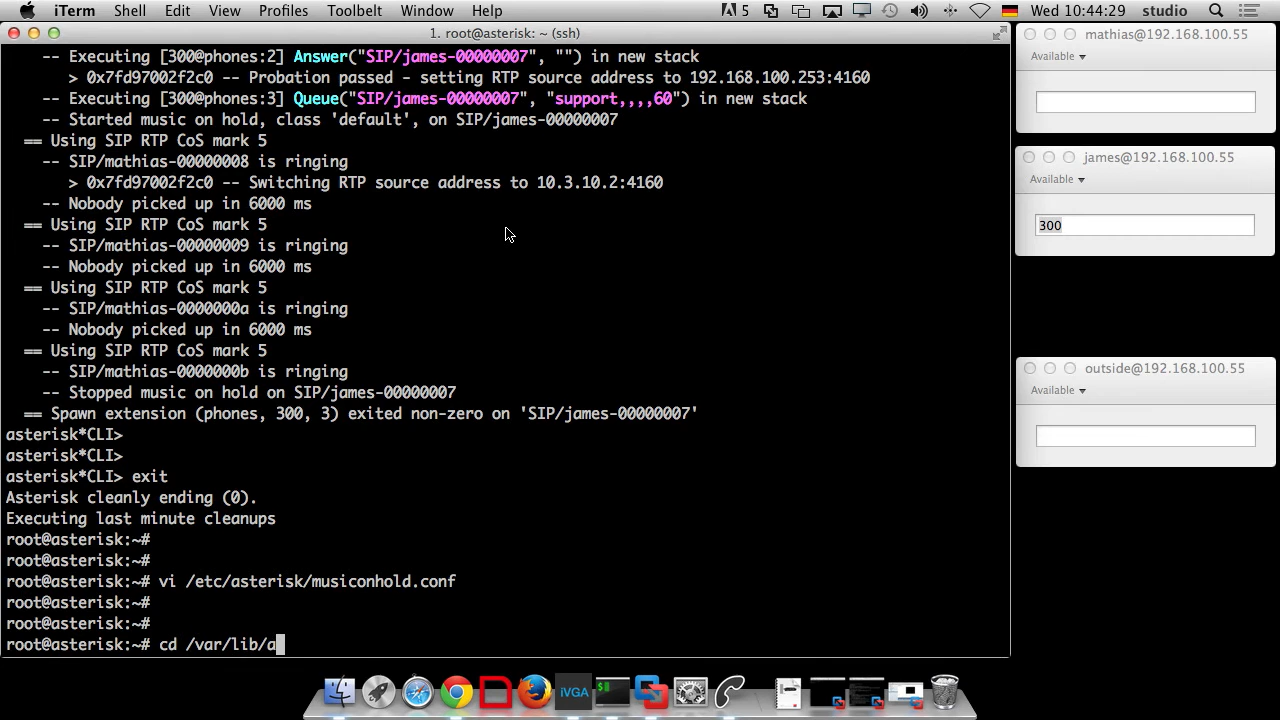 iTerm Shell Edit View Profiles Toolbelt Window Help 5 Wed 10:44:29 studio
1. root@asterisk: ~ (ssh)
-- Executing [300@phones:2] Answer("SIP/james-00000007", "") in new stack
> 0x7fd97002f2c0 -- Probation passed - setting RTP source address to 192.168.100.253:4160
-- Executing [300@phones:3] Queue("SIP/james-00000007", "support,,,,60") in new stack
-- Started music on hold, class 'default', on SIP/james-00000007
== Using SIP RTP CoS mark 5
-- SIP/mathias-00000008 is ringing
> 0x7fd97002f2c0 -- Switching RTP source address to 10.3.10.2:4160
-- Nobody picked up in 6000 ms
== Using SIP RTP CoS mark 5
-- SIP/mathias-00000009 is ringing
-- Nobody picked up in 6000 ms
== Using SIP RTP CoS mark 5
-- SIP/mathias-0000000a is ringing
-- Nobody picked up in 6000 ms
== Using SIP RTP CoS mark 5
-- SIP/mathias-0000000b is ringing
-- Stopped music on hold on SIP/james-00000007
== Spawn extension (phones, 300, 3) exited non-zero on 'SIP/james-00000007'
asterisk*CLI>
asterisk*CLI>
asterisk*CLI> exit
Asterisk cleanly ending (0).
Executing last minute cleanups
root@asterisk:~#
root@asterisk:~#
root@asterisk:~# vi /etc/asterisk/musiconhold.conf
root@asterisk:~#
root@asterisk:~#
root@asterisk:~# cd /var/lib/a
mathias@192.168.100.55
Available
james@192.168.100.55
Available
300
outside@192.168.100.55
Available
iVGA